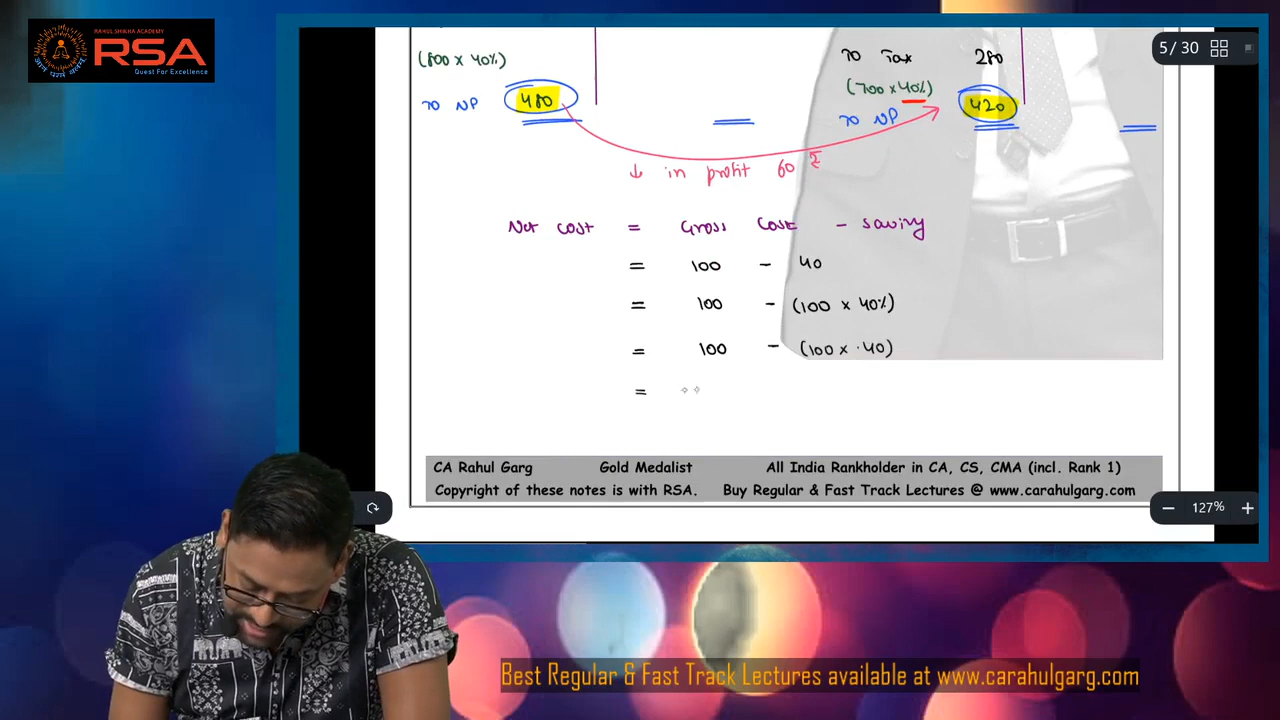 RAHUL SHIKHA ACADEMY
RSA
Quest For Excellence
5 / 30
(800 x 40%)
To NP 480
To Tax 280
(700 x 40%)
To NP 420
↓ in profit 60 ₹
Net cost = Gross Cost - saving
= 100 - 40
= 100 - (100 x 40%)
= 100 - (100 x .40)
=
CA Rahul Garg Gold Medalist All India Rankholder in CA, CS, CMA (incl. Rank 1)
Copyright of these notes is with RSA. Buy Regular & Fast Track Lectures @ www.carahulgarg.com
127%
Best Regular & Fast Track Lectures available at www.carahulgarg.com